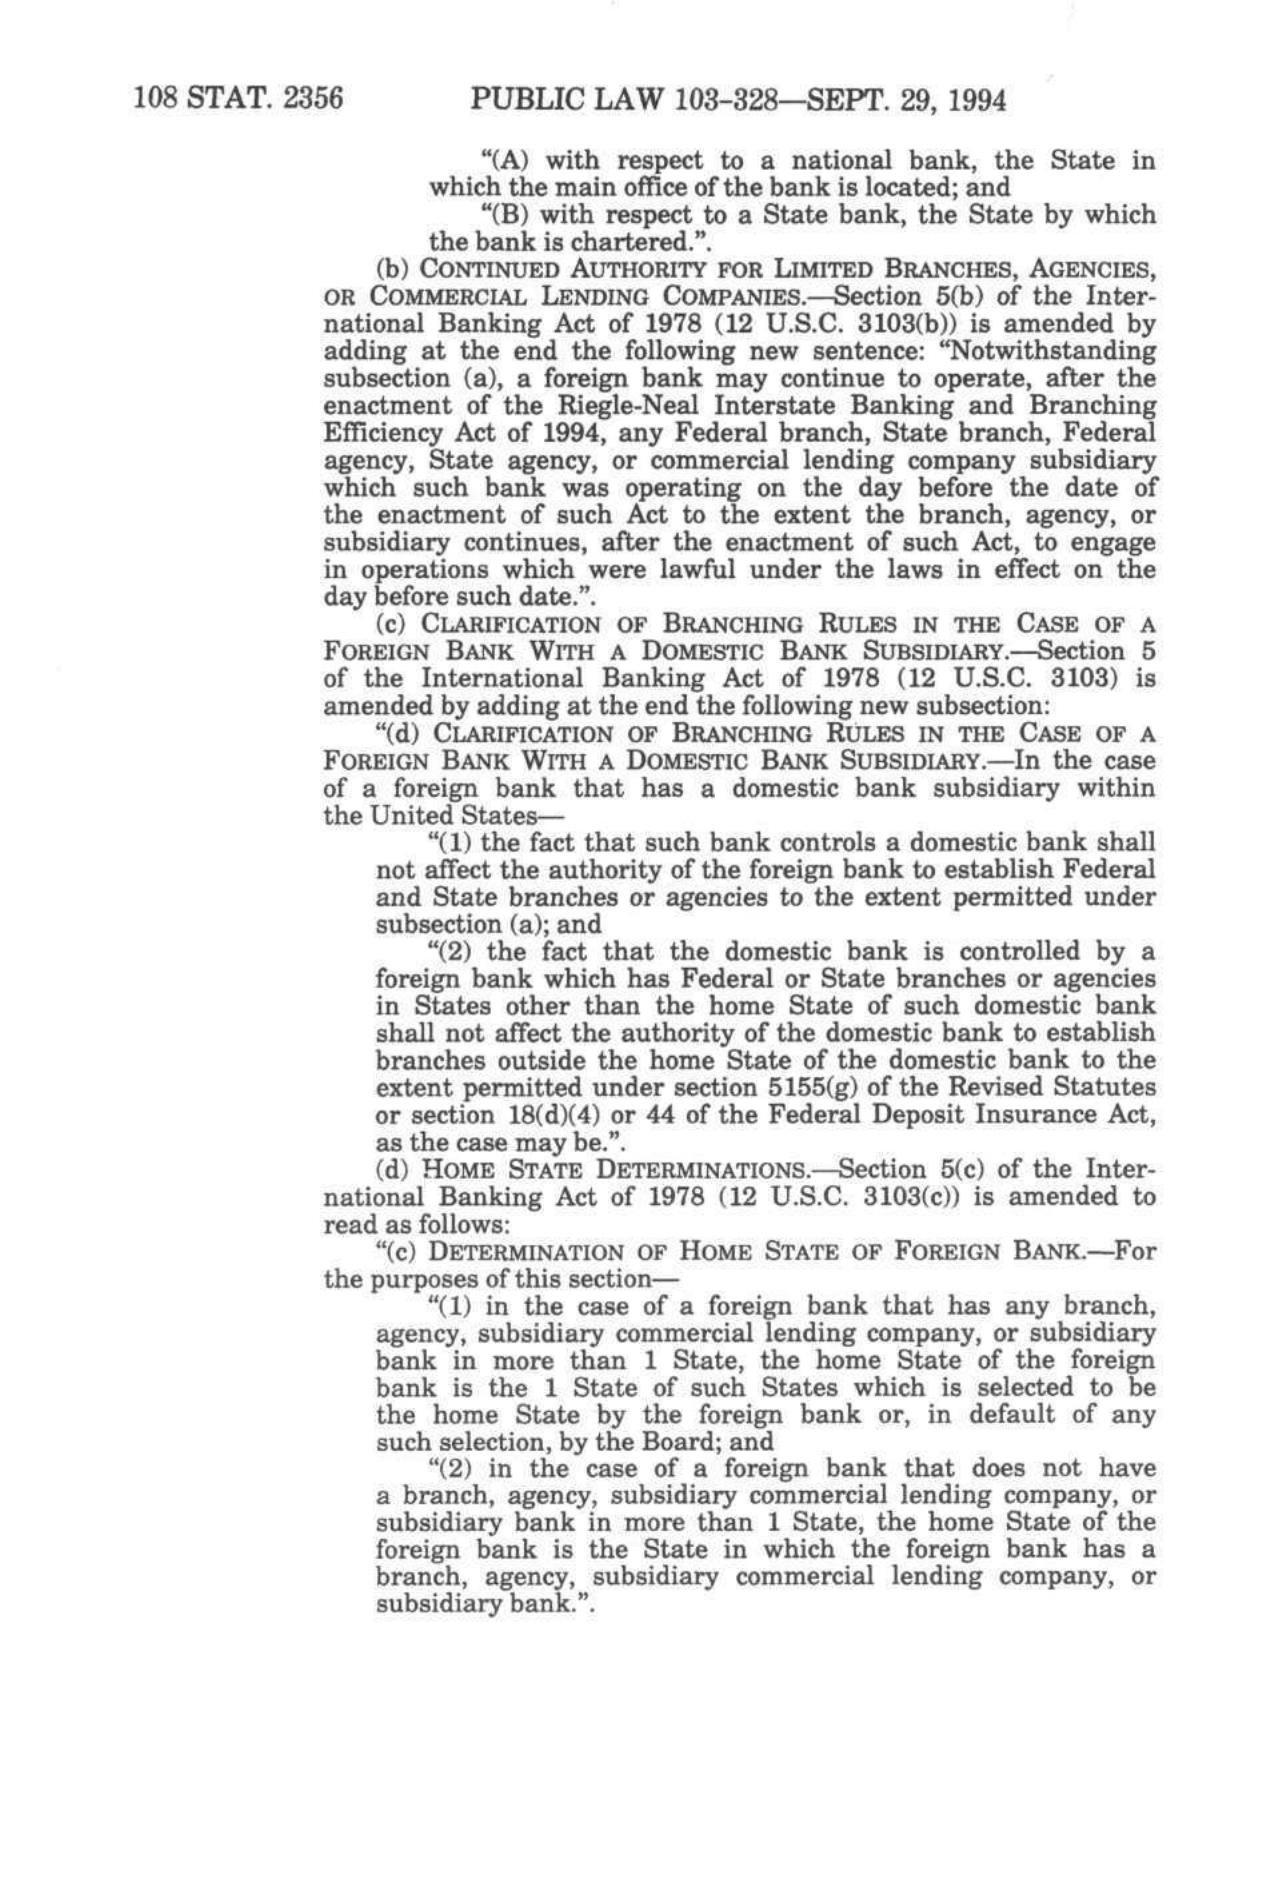 108 STAT. 2356 PUBLIC LAW 103–328—SEPT. 29, 1994
“(A) with respect to a national bank, the State in
which the main office of the bank is located; and
“(B) with respect to a State bank, the State by which
the bank is chartered.”.
(b) CONTINUED AUTHORITY FOR LIMITED BRANCHES, AGENCIES,
OR COMMERCIAL LENDING COMPANIES.—Section 5(b) of the Inter-
national Banking Act of 1978 (12 U.S.C. 3103(b)) is amended by
adding at the end the following new sentence: “Notwithstanding
subsection (a), a foreign bank may continue to operate, after the
enactment of the Riegle-Neal Interstate Banking and Branching
Efficiency Act of 1994, any Federal branch, State branch, Federal
agency, State agency, or commercial lending company subsidiary
which such bank was operating on the day before the date of
the enactment of such Act to the extent the branch, agency, or
subsidiary continues, after the enactment of such Act, to engage
in operations which were lawful under the laws in effect on the
day before such date.”.
(c) CLARIFICATION OF BRANCHING RULES IN THE CASE OF A
FOREIGN BANK WITH A DOMESTIC BANK SUBSIDIARY.—Section 5
of the International Banking Act of 1978 (12 U.S.C. 3103) is
amended by adding at the end the following new subsection:
“(d) CLARIFICATION OF BRANCHING RULES IN THE CASE OF A
FOREIGN BANK WITH A DOMESTIC BANK SUBSIDIARY.—In the case
of a foreign bank that has a domestic bank subsidiary within
the United States—
“(1) the fact that such bank controls a domestic bank shall
not affect the authority of the foreign bank to establish Federal
and State branches or agencies to the extent permitted under
subsection (a); and
“(2) the fact that the domestic bank is controlled by a
foreign bank which has Federal or State branches or agencies
in States other than the home State of such domestic bank
shall not affect the authority of the domestic bank to establish
branches outside the home State of the domestic bank to the
extent permitted under section 5155(g) of the Revised Statutes
or section 18(d)(4) or 44 of the Federal Deposit Insurance Act,
as the case may be.”.
(d) HOME STATE DETERMINATIONS.—Section 5(c) of the Inter-
national Banking Act of 1978 (12 U.S.C. 3103(c)) is amended to
read as follows:
“(c) DETERMINATION OF HOME STATE OF FOREIGN BANK.—For
the purposes of this section—
“(1) in the case of a foreign bank that has any branch,
agency, subsidiary commercial lending company, or subsidiary
bank in more than 1 State, the home State of the foreign
bank is the 1 State of such States which is selected to be
the home State by the foreign bank or, in default of any
such selection, by the Board; and
“(2) in the case of a foreign bank that does not have
a branch, agency, subsidiary commercial lending company, or
subsidiary bank in more than 1 State, the home State of the
foreign bank is the State in which the foreign bank has a
branch, agency, subsidiary commercial lending company, or
subsidiary bank.”.